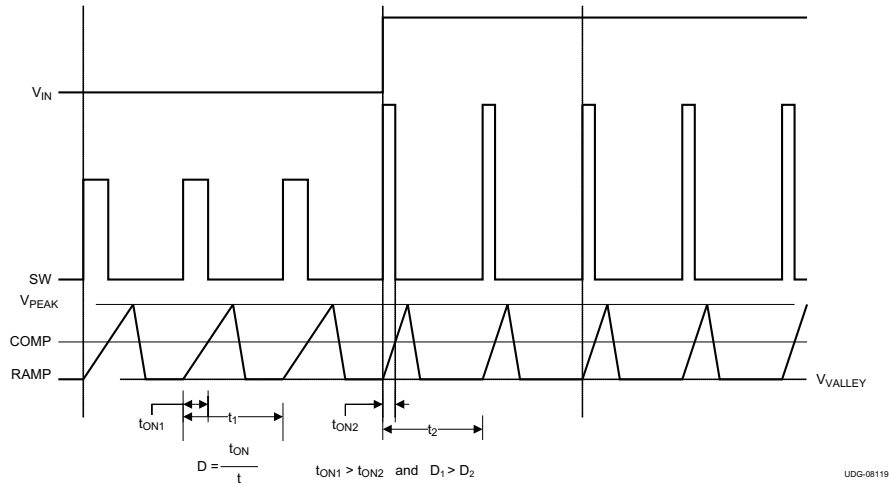 VIN
SW
VPEAK
COMP
RAMP
VVALLEY
tON1
t1
tON2
t2
D = tON / t
tON1 > tON2 and D1 > D2
UDG-08119